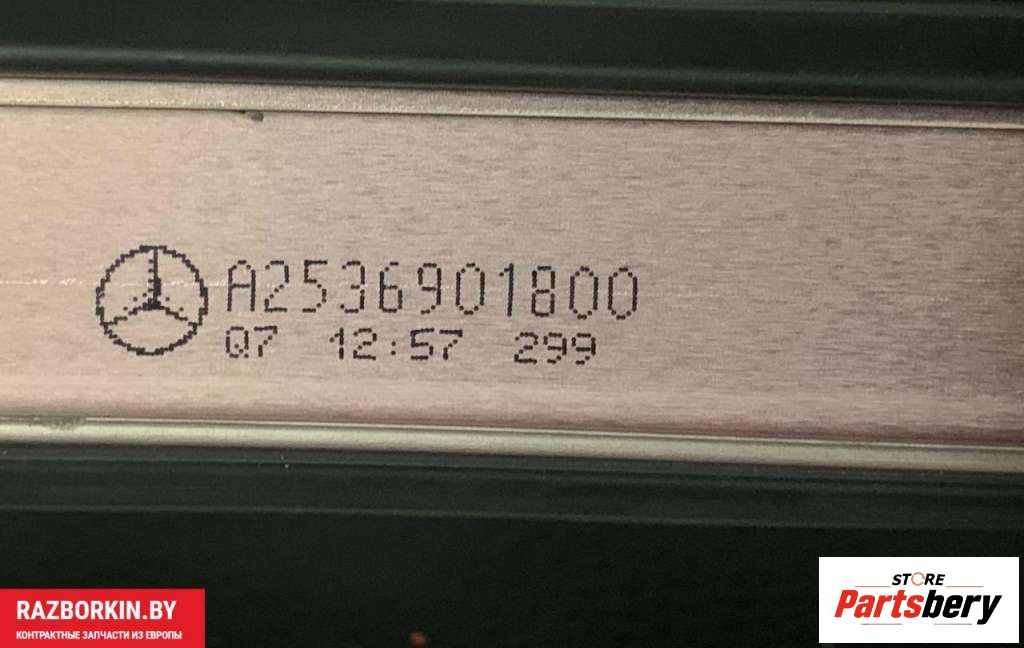 A2536901800
Q7 12:57 299
RAZBORKIN.BY
КОНТРАКТНЫЕ ЗАПЧАСТИ ИЗ ЕВРОПЫ
STORE
Partsbery